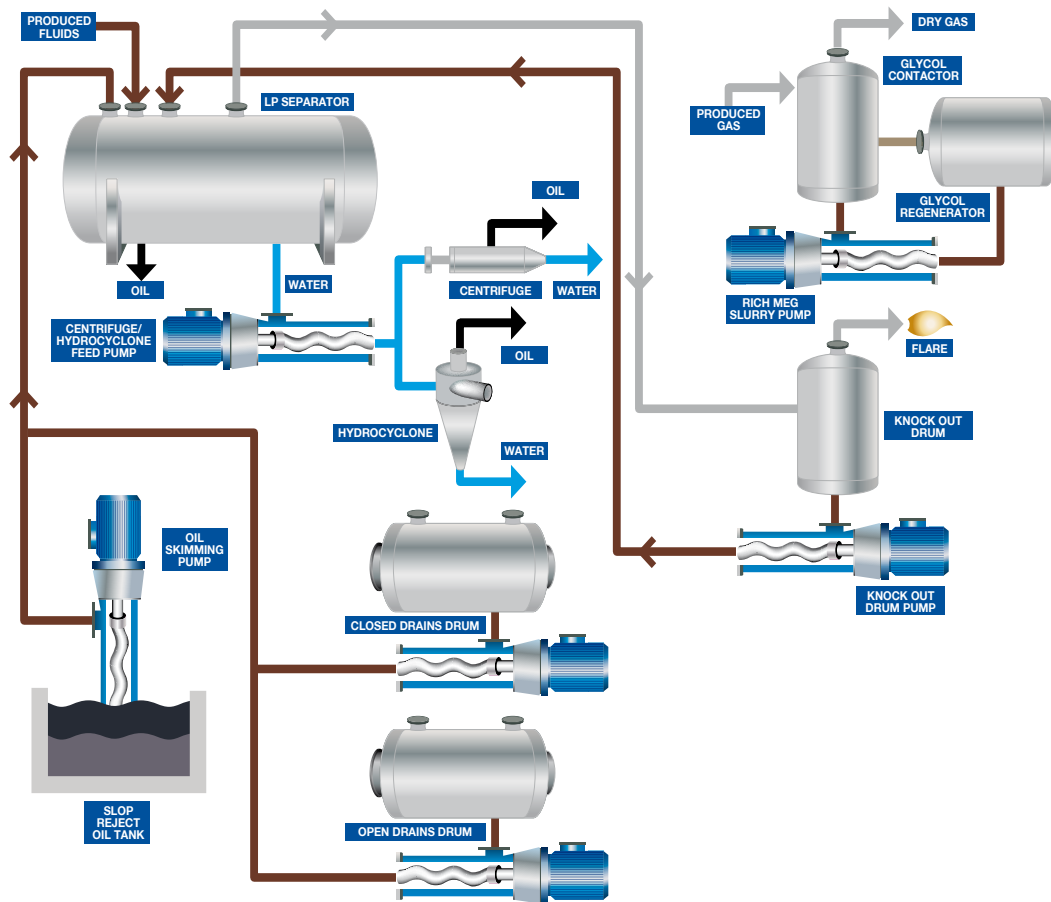 PRODUCED
FLUIDS
LP SEPARATOR
DRY GAS
GLYCOL
CONTACTOR
PRODUCED
GAS
GLYCOL
REGENERATOR
RICH MEG
SLURRY PUMP
OIL
WATER
OIL
CENTRIFUGE
WATER
CENTRIFUGE/
HYDROCYCLONE
FEED PUMP
OIL
HYDROCYCLONE
WATER
FLARE
KNOCK OUT
DRUM
KNOCK OUT
DRUM PUMP
OIL
SKIMMING
PUMP
CLOSED DRAINS DRUM
OPEN DRAINS DRUM
SLOP
REJECT
OIL TANK